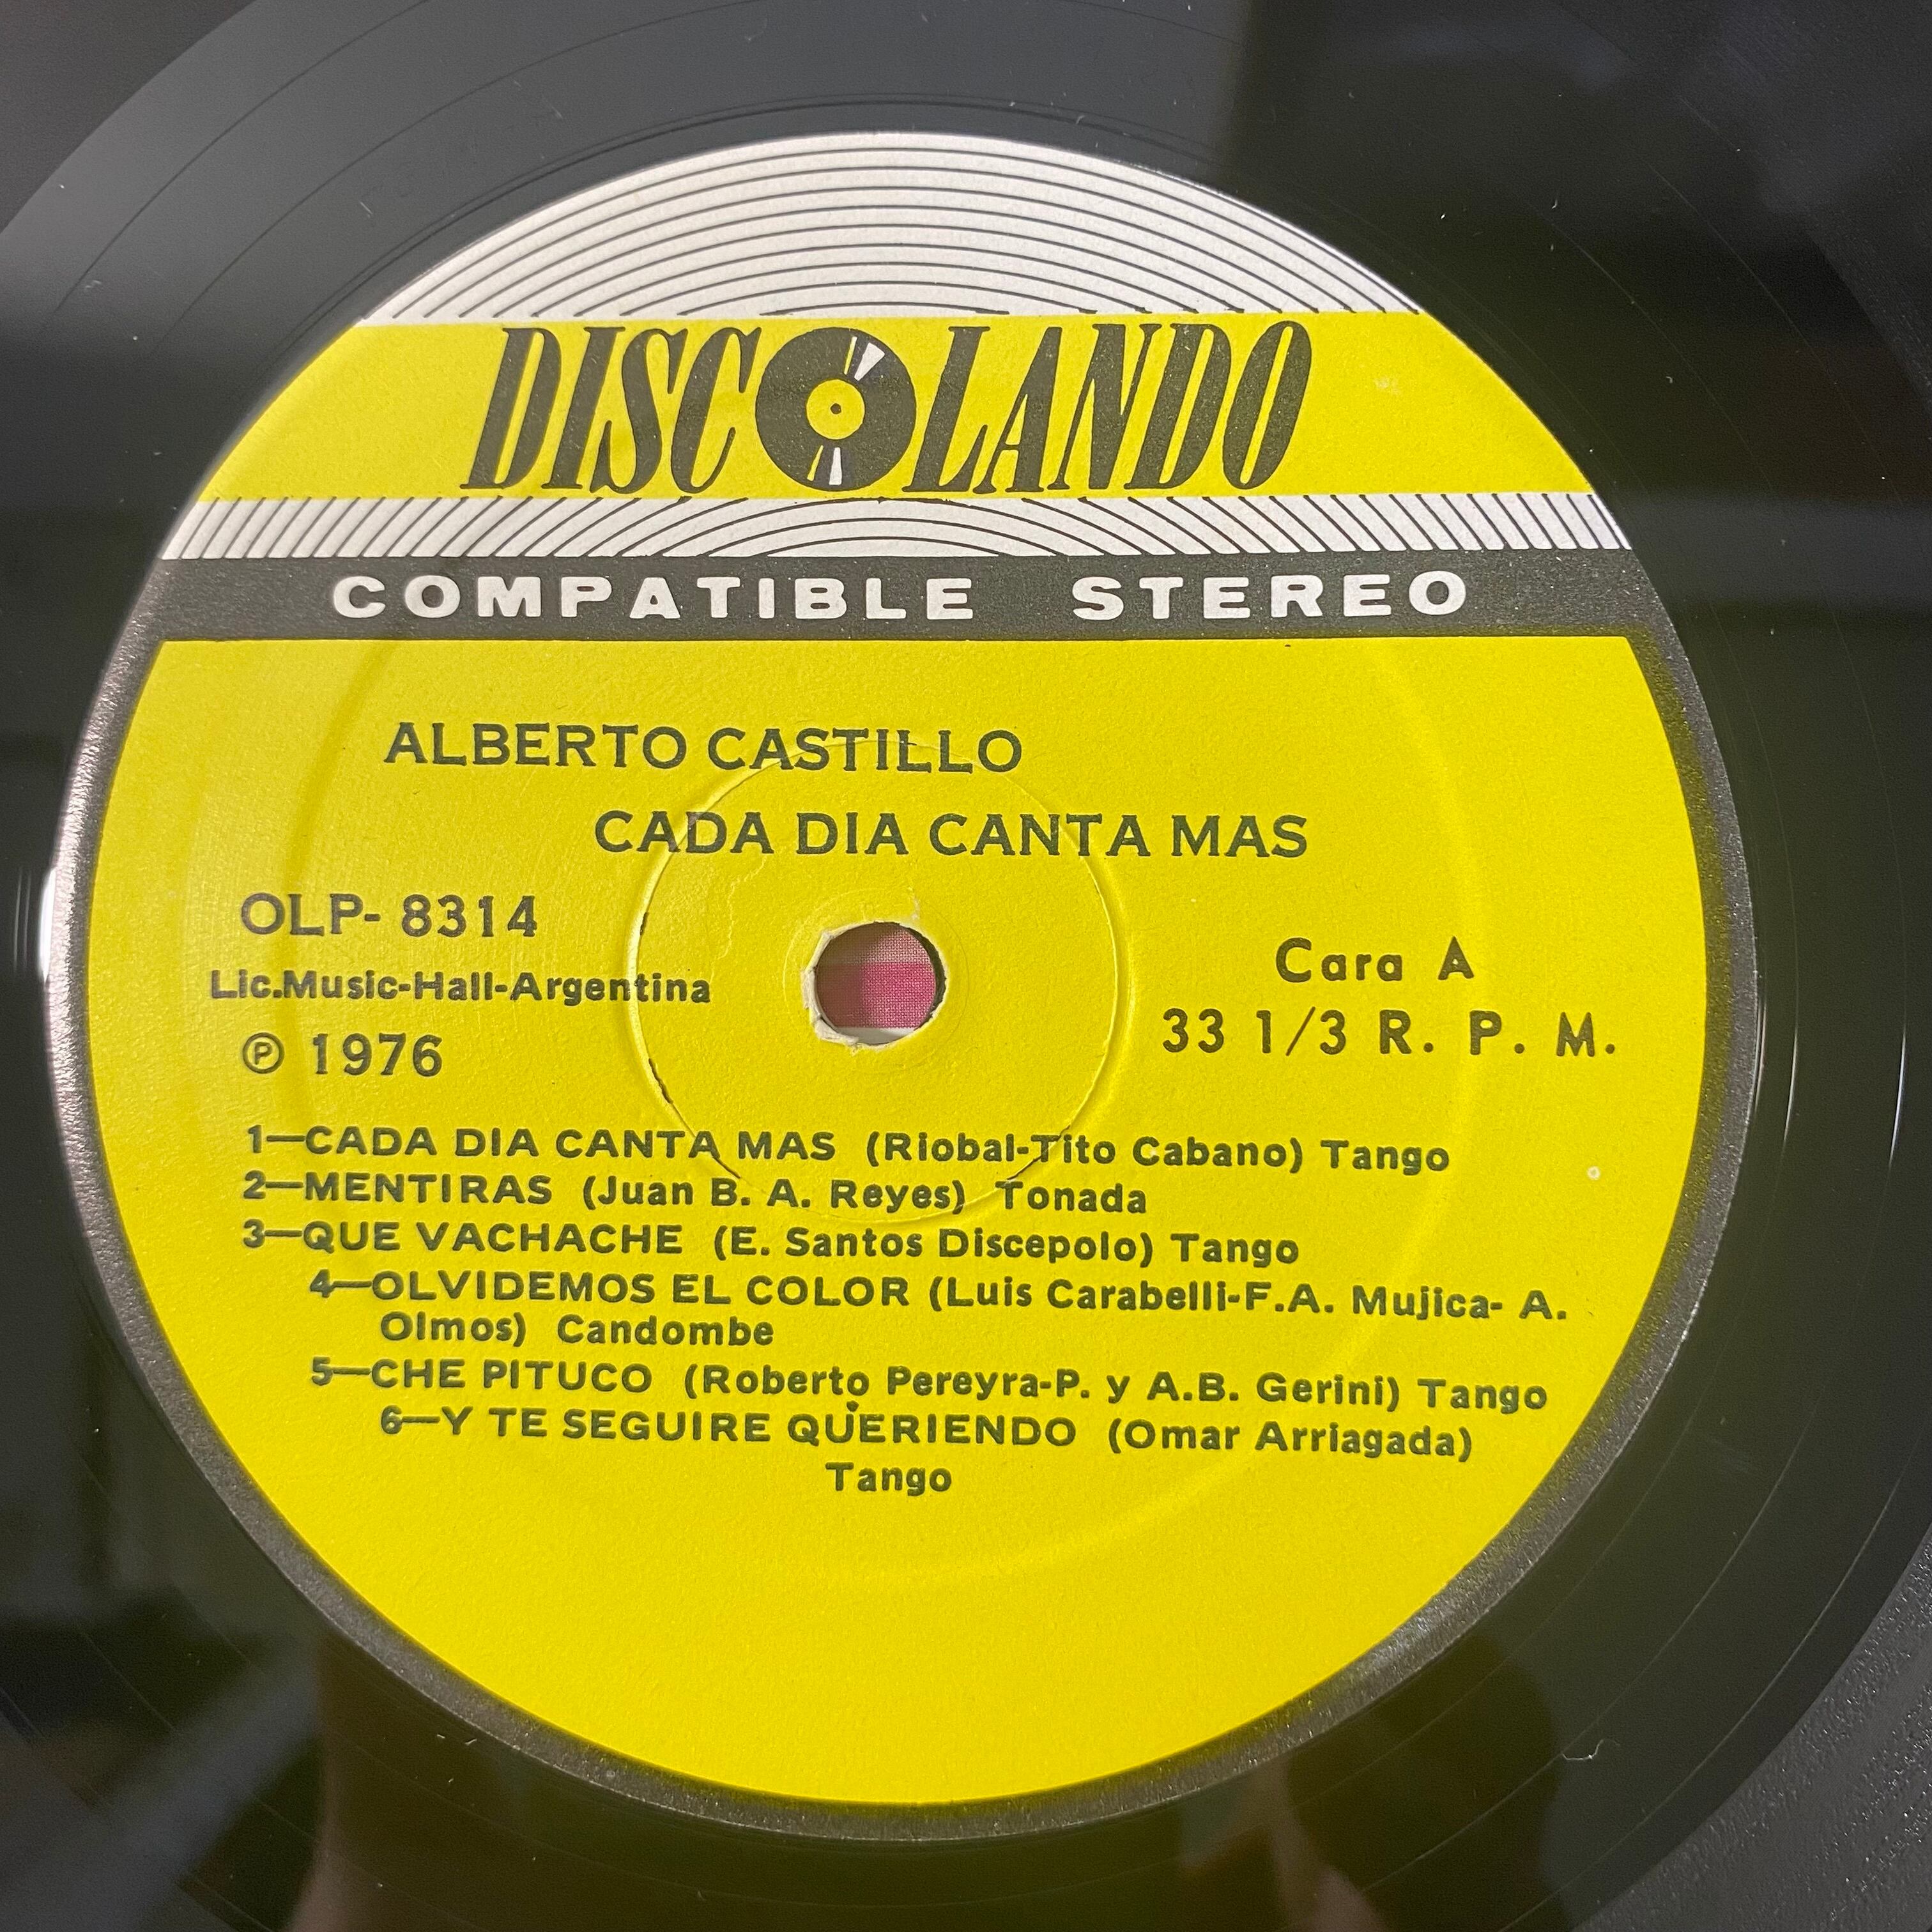 DISCOLANDO
COMPATIBLE STEREO
ALBERTO CASTILLO
CADA DIA CANTA MAS
OLP- 8314
Lic.Music-Hall-Argentina
℗ 1976
Cara A
33 1/3 R. P. M.
1—CADA DIA CANTA MAS (Riobal-Tito Cabano) Tango
2—MENTIRAS (Juan B. A. Reyes) Tonada
3—QUE VACHACHE (E. Santos Discepolo) Tango
4—OLVIDEMOS EL COLOR (Luis Carabelli-F.A. Mujica- A.
Olmos) Candombe
5—CHE PITUCO (Roberto Pereyra-P. y A.B. Gerini) Tango
6—Y TE SEGUIRE QUERIENDO (Omar Arriagada)
Tango